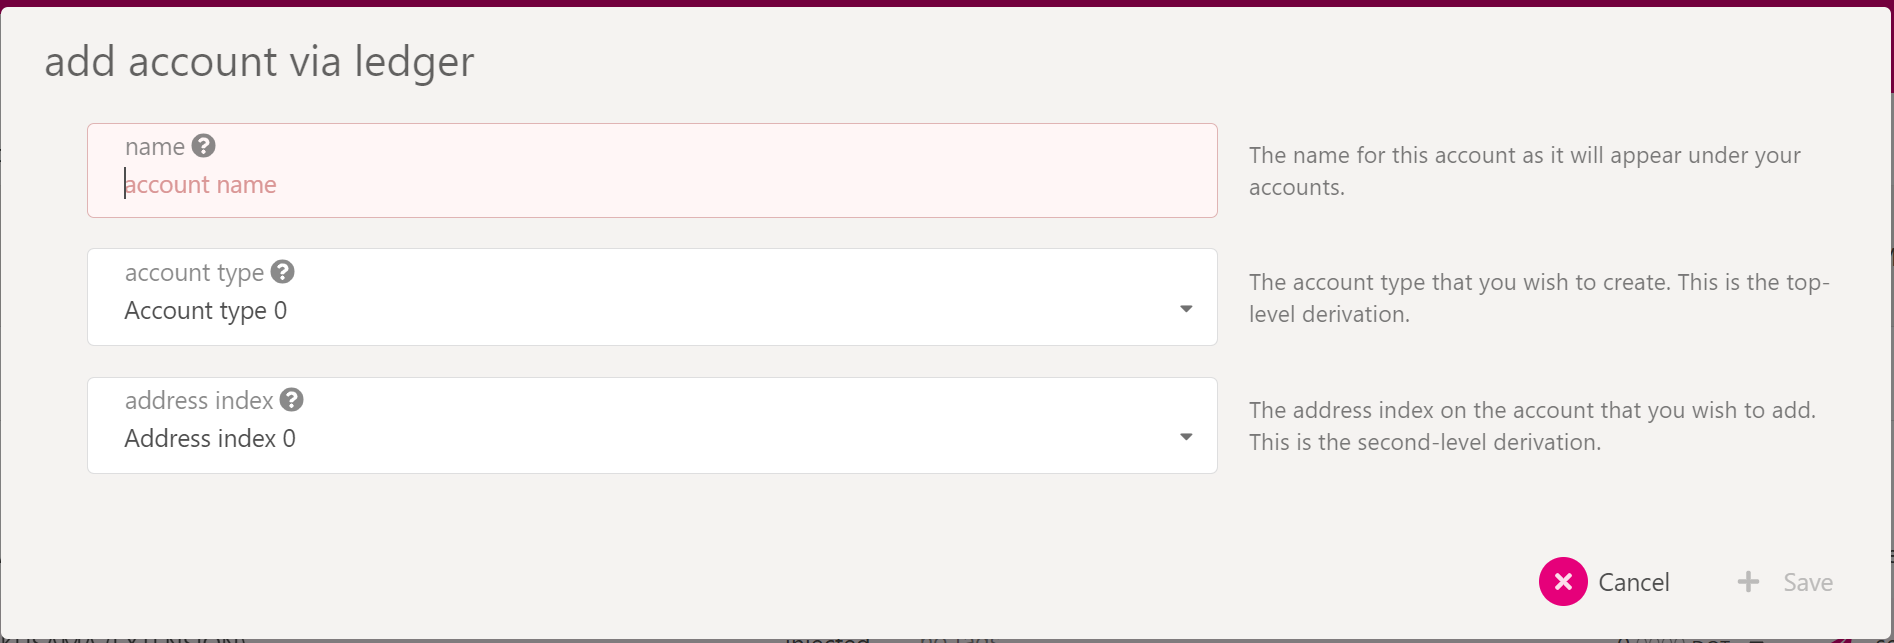 add account via ledger
name
account name
The name for this account as it will appear under your
accounts.
account type
Account type 0
The account type that you wish to create. This is the top-
level derivation.
address index
Address index 0
The address index on the account that you wish to add.
This is the second-level derivation.
Cancel
Save